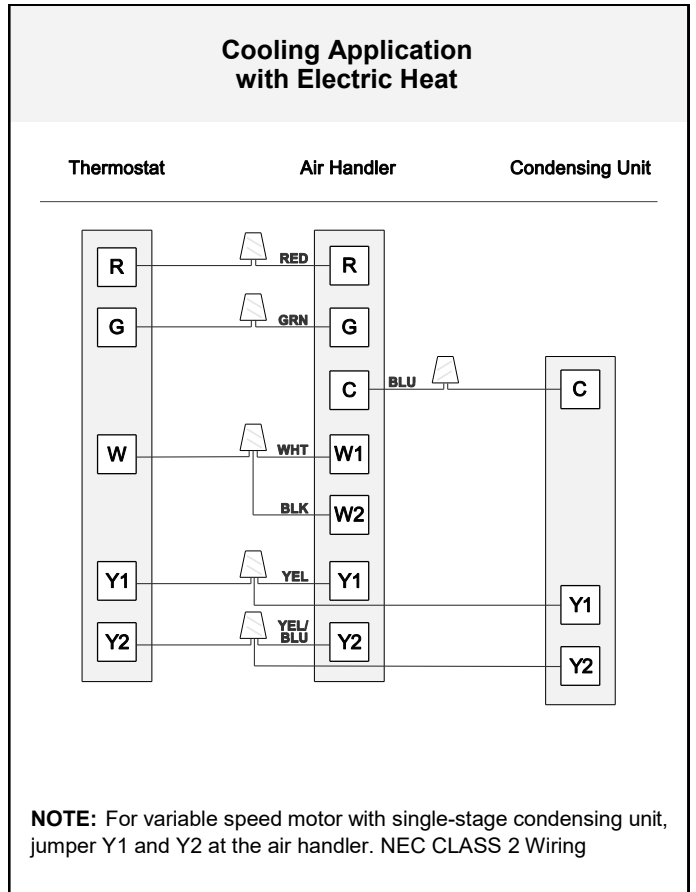 Cooling Application
with Electric Heat
Thermostat Air Handler Condensing Unit
R RED R
G GRN G
C BLU C
W WHT W1
BLK W2
Y1 YEL Y1
Y1
Y2 YEL/
BLU Y2
Y2
NOTE: For variable speed motor with single-stage condensing unit,
jumper Y1 and Y2 at the air handler. NEC CLASS 2 Wiring